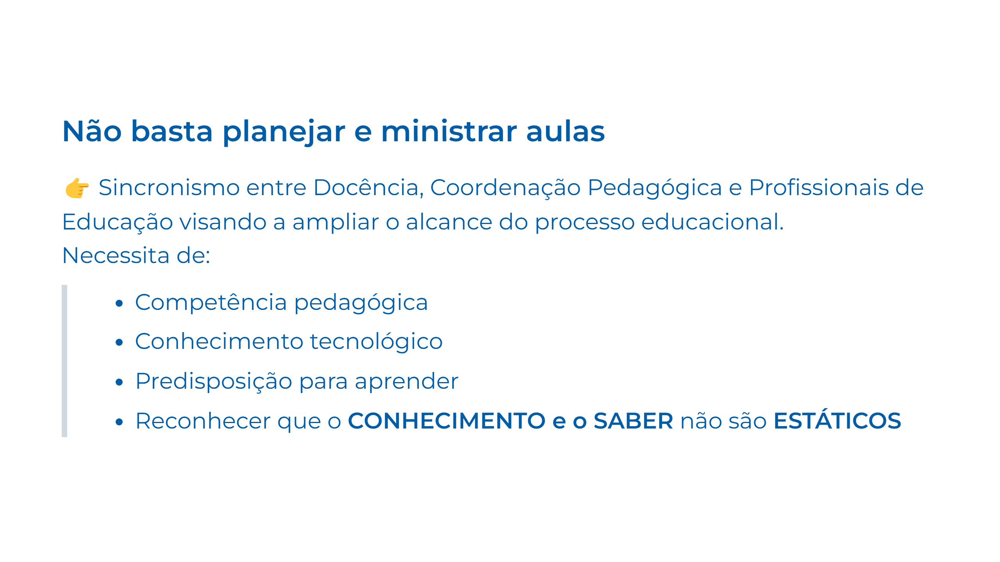 Não basta planejar e ministrar aulas
👉 Sincronismo entre Docência, Coordenação Pedagógica e Profissionais de
Educação visando a ampliar o alcance do processo educacional.
Necessita de:
• Competência pedagógica
• Conhecimento tecnológico
• Predisposição para aprender
• Reconhecer que o CONHECIMENTO e o SABER não são ESTÁTICOS